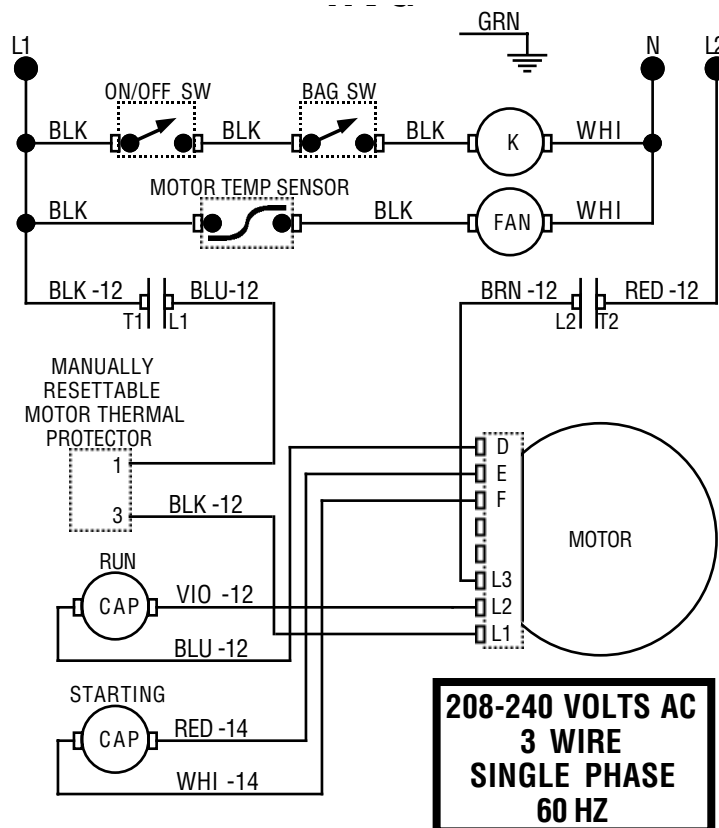 GRN
L1
N
L2
ON/OFF SW
BAG SW
BLK
BLK
BLK
K
WHI
MOTOR TEMP SENSOR
BLK
BLK
FAN
WHI
BLK -12
BLU-12
BRN -12
RED -12
T1
L1
L2
T2
MANUALLY
RESETTABLE
MOTOR THERMAL
PROTECTOR
1
3
BLK -12
D
E
F
L3
L2
L1
MOTOR
RUN
CAP
VIO -12
BLU -12
STARTING
CAP
RED -14
WHI -14
208-240 VOLTS AC
3 WIRE
SINGLE PHASE
60 HZ